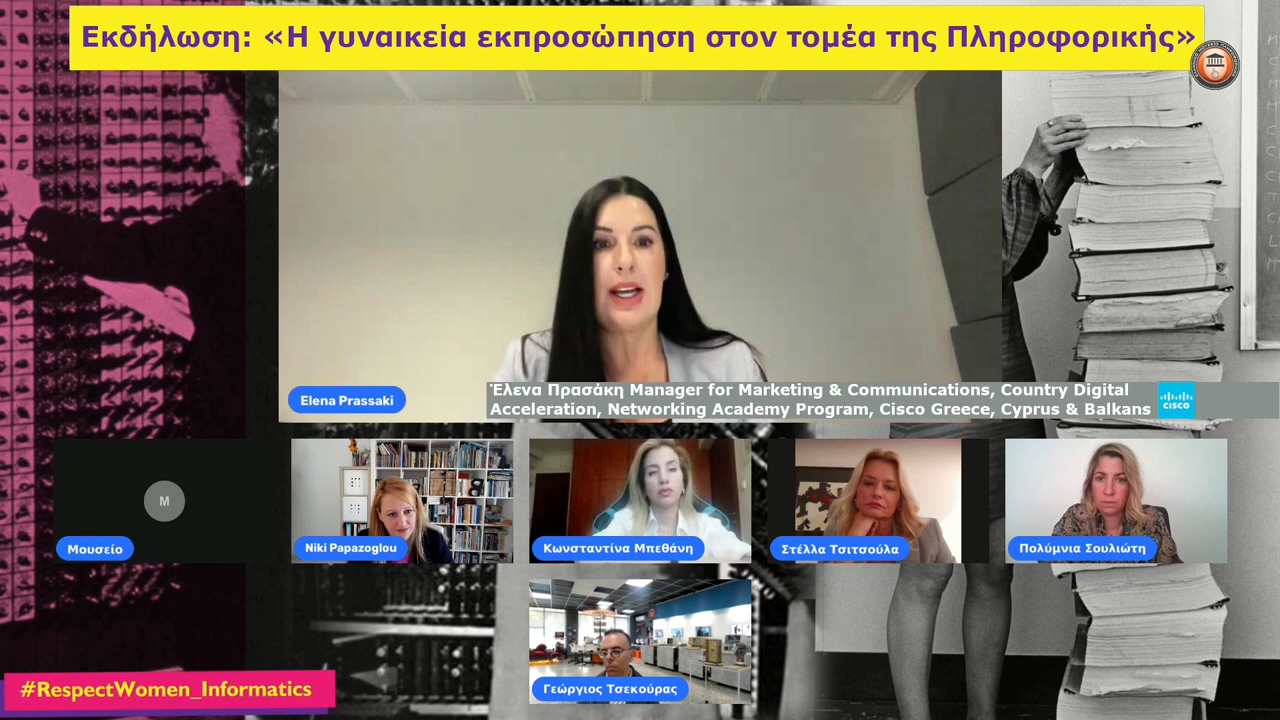 Εκδήλωση: «Η γυναικεία εκπροσώπηση στον τομέα της Πληροφορικής»
Elena Prassaki
Έλενα Πρασάκη Manager for Marketing & Communications, Country Digital
Acceleration, Networking Academy Program, Cisco Greece, Cyprus & Balkans
CISCO
M
Μουσείο
Niki Papazoglou
Κωνσταντίνα Μπεθάνη
Στέλλα Τσιτσούλα
Πολύμνια Σουλιώτη
Γεώργιος Τσεκούρας
#RespectWomen_Informatics